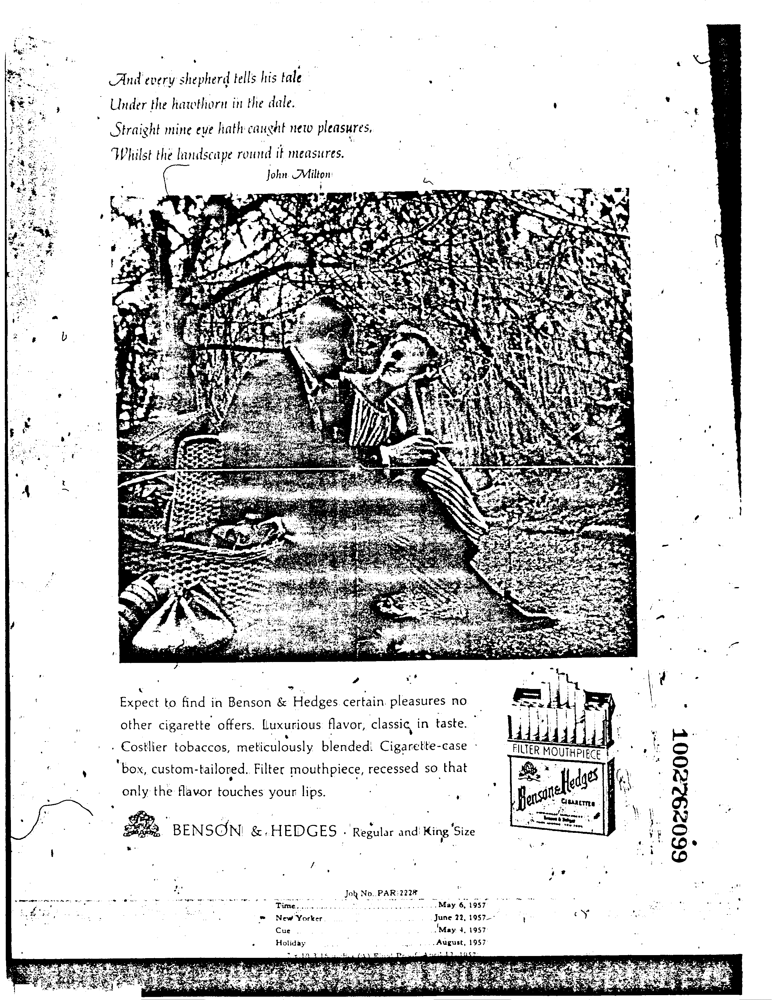 And every shepherd tells his tale
Under the hawthorn in the dale.
Straight mine eye hath caught new pleasures,
Whilst the landscape round it measures.
John Milton
Expect to find in Benson & Hedges certain pleasures no
other cigarette offers. Luxurious flavor, classic in taste.
Costlier tobaccos, meticulously blended. Cigarette-case
box, custom-tailored. Filter mouthpiece, recessed so that
only the flavor touches your lips.
BENSON & HEDGES · Regular and King Size
FILTER MOUTHPIECE
Benson & Hedges
CIGARETTES
1002762099
Job No. PAR 2228
Time May 6, 1957
New Yorker June 22, 1957
Cue May 4, 1957
Holiday August, 1957